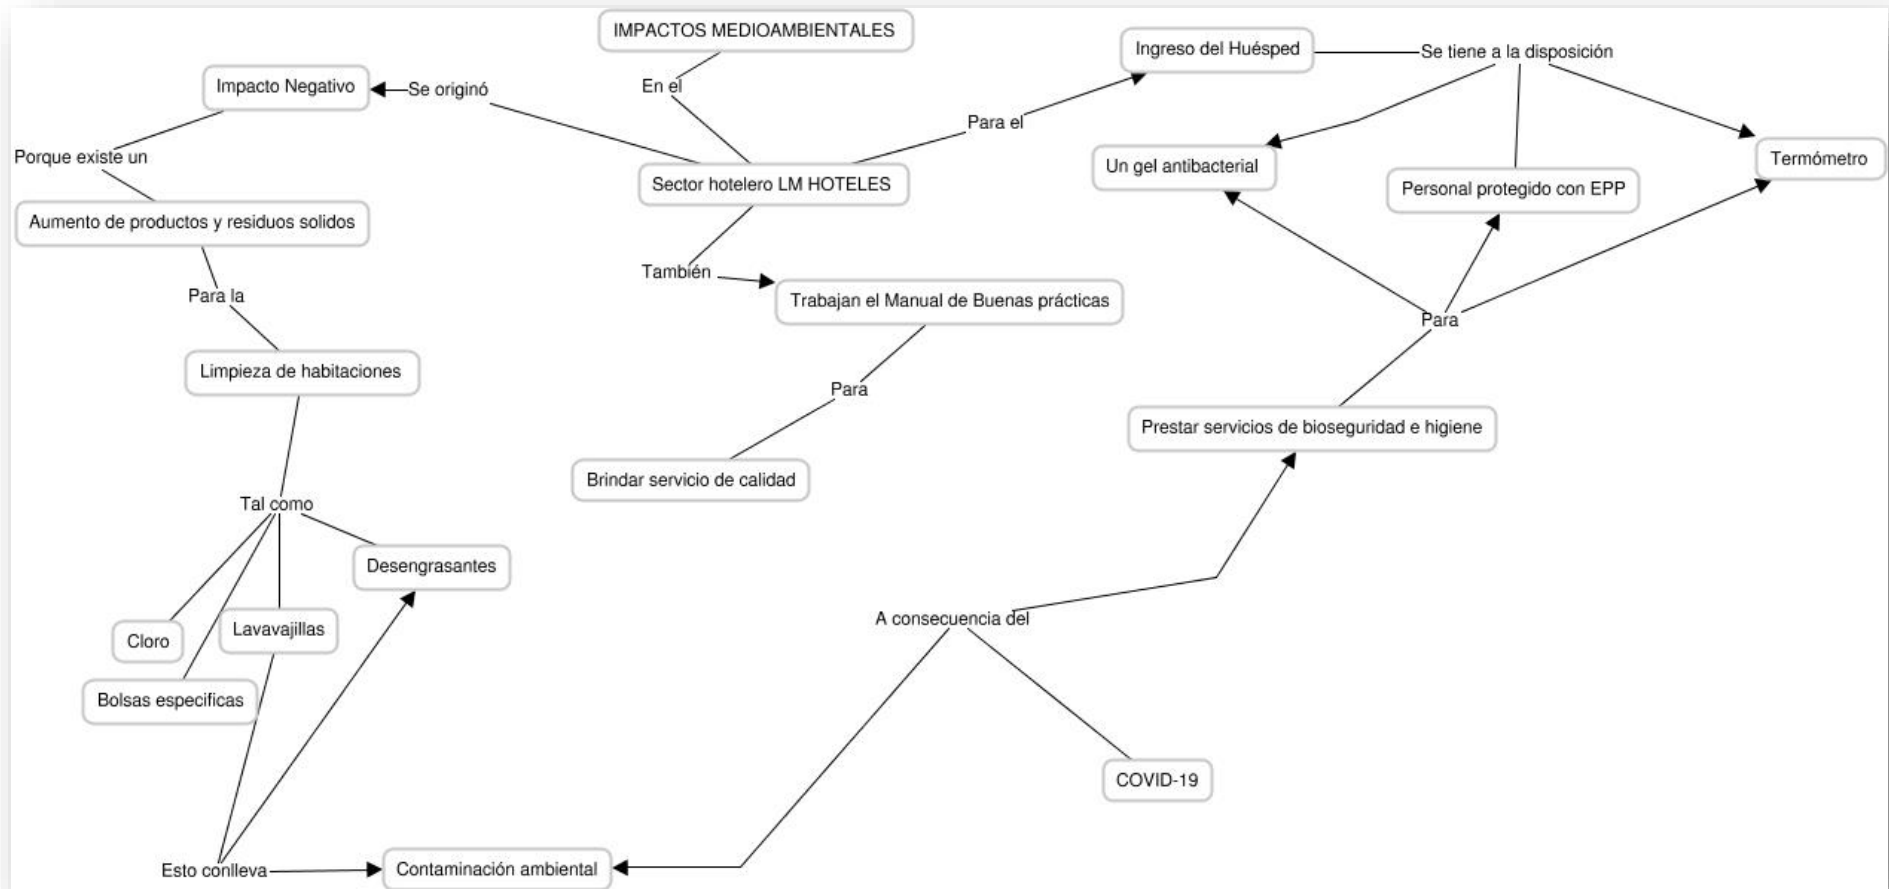 IMPACTOS MEDIOAMBIENTALES
En el
Sector hotelero LM HOTELES
Se originó
Impacto Negativo
Porque existe un
Aumento de productos y residuos solidos
Para la
Limpieza de habitaciones
Tal como
Cloro
Bolsas especificas
Lavavajillas
Desengrasantes
Esto conlleva
Contaminación ambiental
También
Trabajan el Manual de Buenas prácticas
Para
Brindar servicio de calidad
Para el
Ingreso del Huésped
Se tiene a la disposición
Un gel antibacterial
Personal protegido con EPP
Termómetro
Para
Prestar servicios de bioseguridad e higiene
A consecuencia del
COVID-19